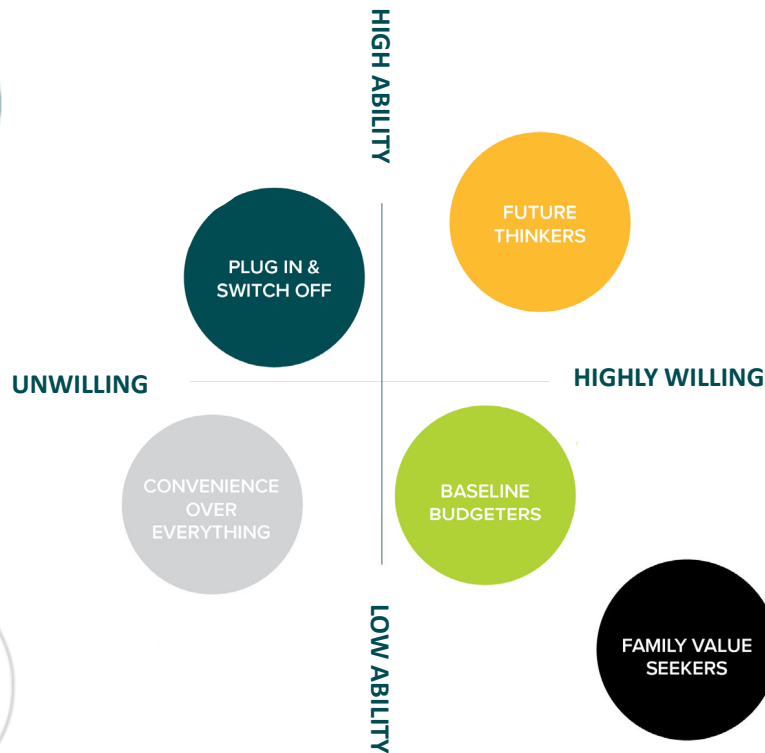 HIGH ABILITY
FUTURE
THINKERS
PLUG IN &
SWITCH OFF
UNWILLING
HIGHLY WILLING
CONVENIENCE
OVER
EVERYTHING
BASELINE
BUDGETERS
LOW ABILITY
FAMILY VALUE
SEEKERS